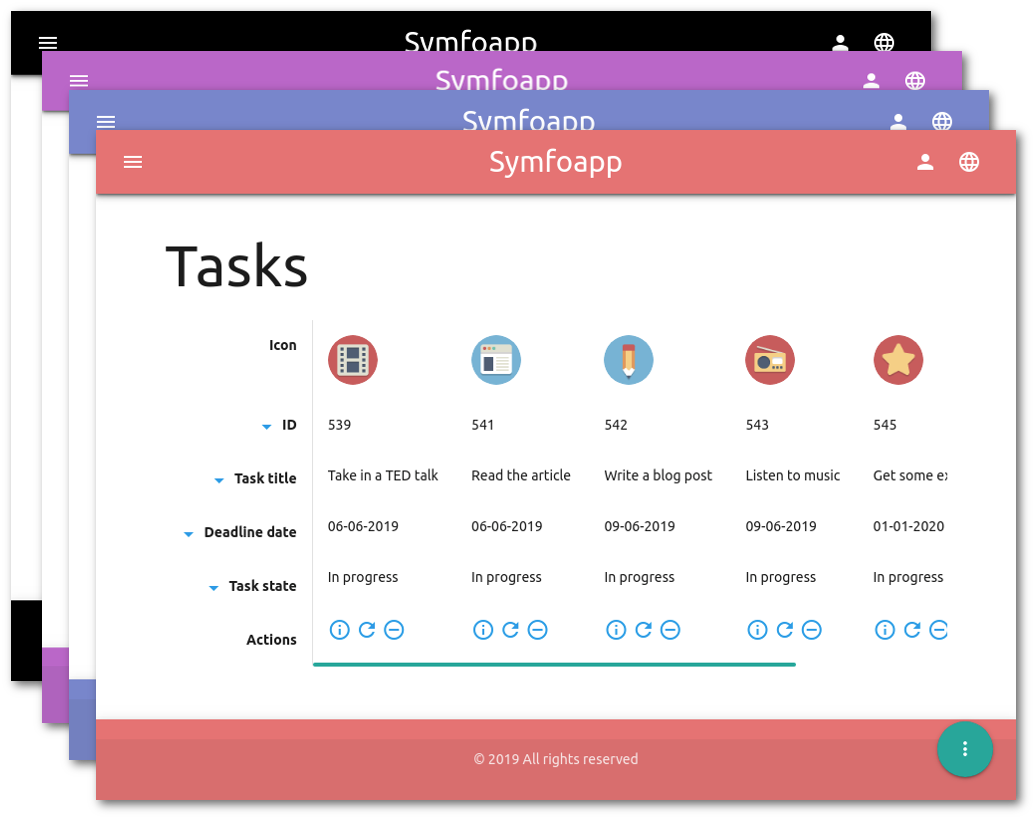 Symfoapp
Symfoapp
Symfoapp
Symfoapp
Tasks
Icon
ID 539 541 542 543 545
Task title Take in a TED talk Read the article Write a blog post Listen to music Get some
Deadline date 06-06-2019 06-06-2019 09-06-2019 09-06-2019 01-01-2020
Task state In progress In progress In progress In progress In progress
Actions
© 2019 All rights reserved